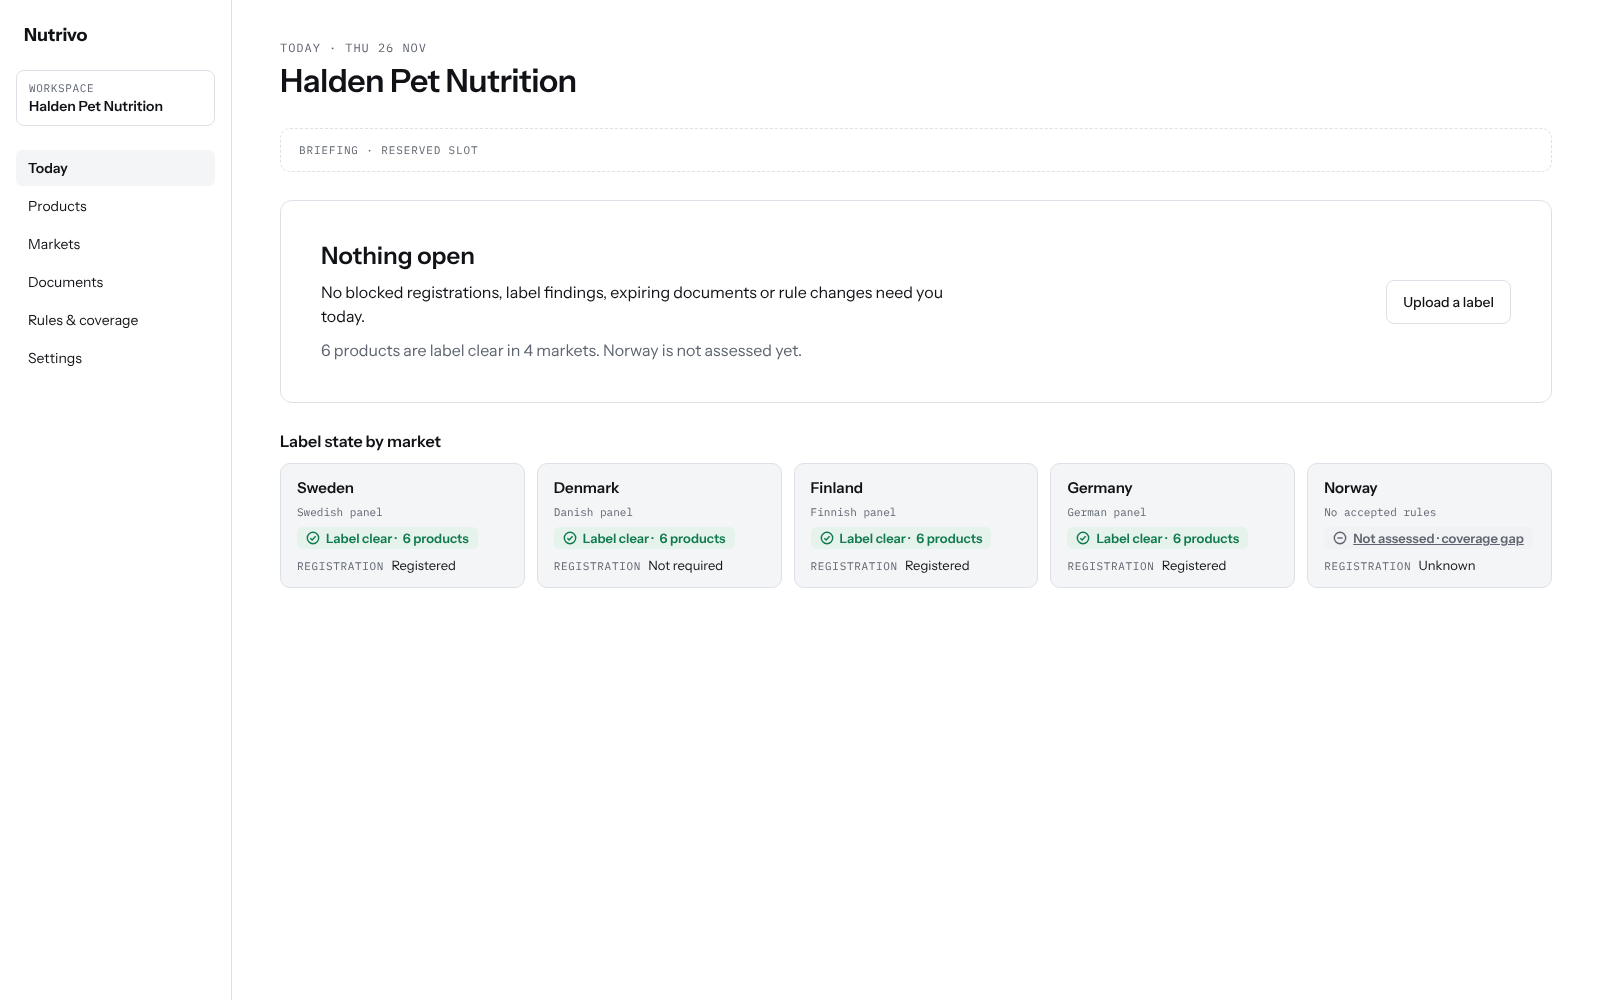 Nutrivo
WORKSPACE
Halden Pet Nutrition
Today
Products
Markets
Documents
Rules & coverage
Settings
TODAY · THU 26 NOV
Halden Pet Nutrition
BRIEFING · RESERVED SLOT
Nothing open
No blocked registrations, label findings, expiring documents or rule changes need you
today.
6 products are label clear in 4 markets. Norway is not assessed yet.
Upload a label
Label state by market
Sweden
Swedish panel
Label clear · 6 products
REGISTRATION Registered
Denmark
Danish panel
Label clear · 6 products
REGISTRATION Not required
Finland
Finnish panel
Label clear · 6 products
REGISTRATION Registered
Germany
German panel
Label clear · 6 products
REGISTRATION Registered
Norway
No accepted rules
Not assessed · coverage gap
REGISTRATION Unknown